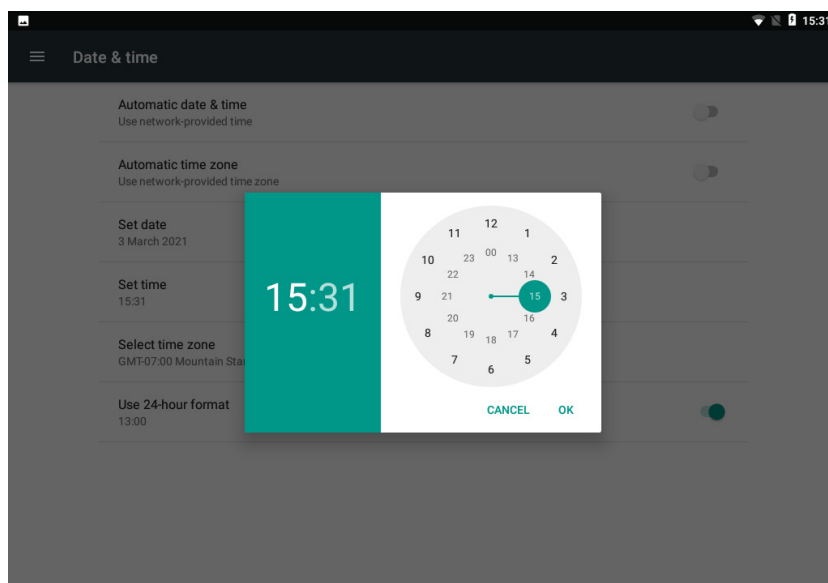 15:31
Date & time
Automatic date & time
Use network-provided time
Automatic time zone
Use network-provided time zone
Set date
3 March 2021
Set time
15:31
Select time zone
GMT-07:00 Mountain Sta
Use 24-hour format
13:00
15:31
12
11 1
00
23 13
10 2
22 14
9 21 15 3
20 16
8 4
19 17
18
7 5
6
CANCEL OK